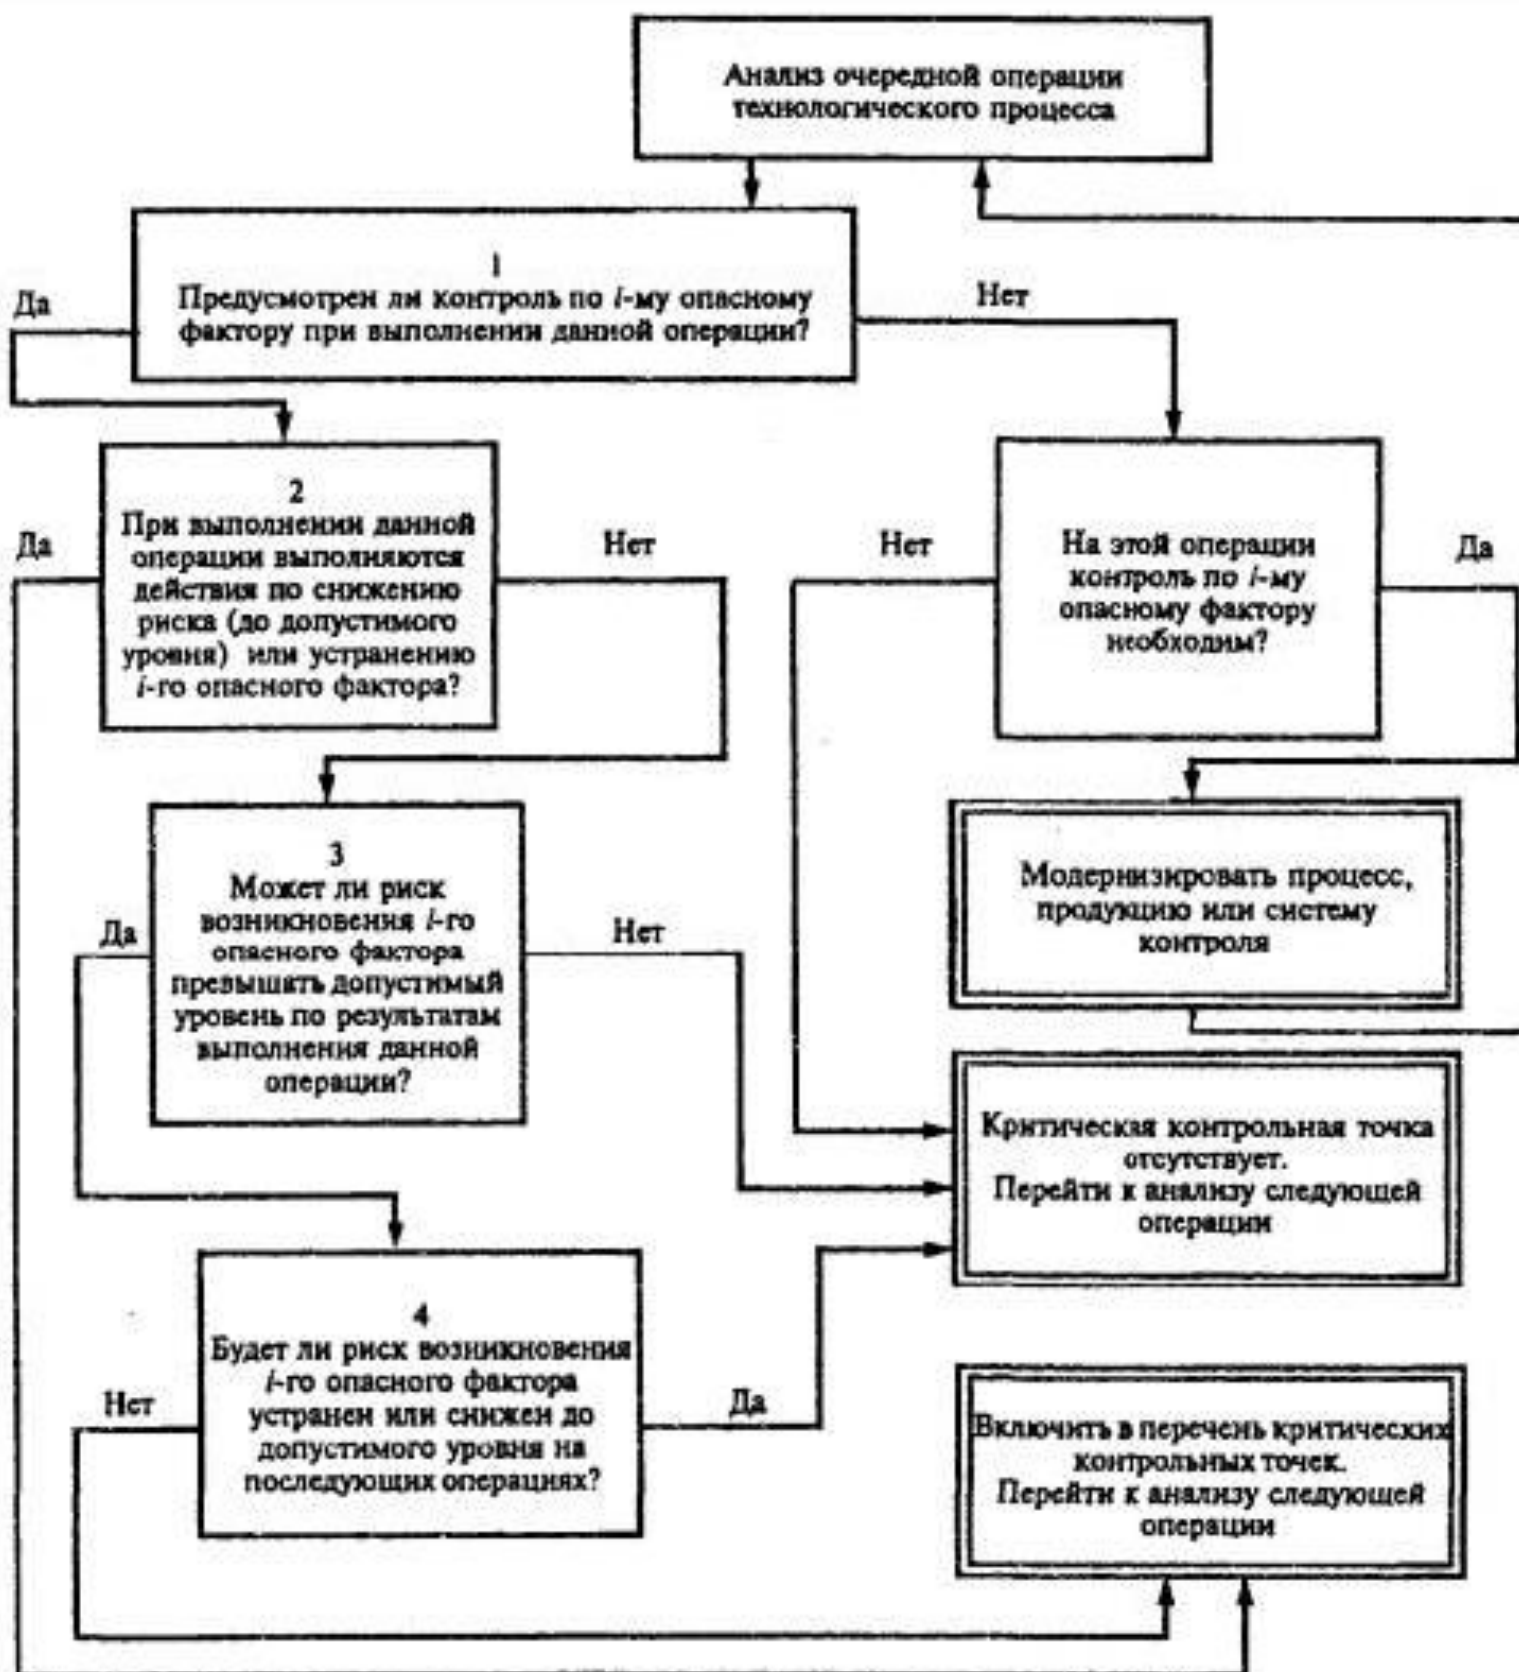 Анализ очередной операции
технологического процесса
1
Предусмотрен ли контроль по i-му опасному
фактору при выполнении данной операции?
Да
Нет
2
При выполнении данной
операции выполняются
действия по снижению
риска (до допустимого
уровня) или устранению
i-го опасного фактора?
Да
Нет
На этой операции
контроль по i-му
опасному фактору
необходим?
Нет
Да
3
Может ли риск
возникновения i-го
опасного фактора
превышать допустимый
уровень по результатам
выполнения данной
операции?
Да
Нет
Модернизировать процесс,
продукцию или систему
контроля
Критическая контрольная точка
отсутствует.
Перейти к анализу следующей
операции
4
Будет ли риск возникновения
i-го опасного фактора
устранен или снижен до
допустимого уровня на
последующих операциях?
Нет
Да
Включить в перечень критических
контрольных точек.
Перейти к анализу следующей
операции